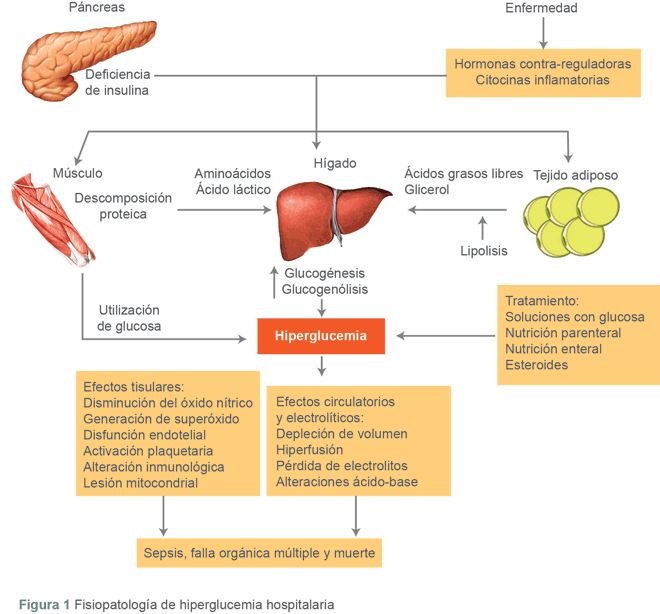 Páncreas
Enfermedad
Deficiencia
de insulina
Hormonas contra-reguladoras
Citocinas inflamatorias
Músculo
Descomposición
proteica
Aminoácidos
Ácido láctico
Hígado
Ácidos grasos libres
Glicerol
Tejido adiposo
Lipolisis
Glucogénesis
Glucogenólisis
Utilización
de glucosa
Hiperglucemia
Tratamiento:
Soluciones con glucosa
Nutrición parenteral
Nutrición enteral
Esteroides
Efectos tisulares:
Disminución del óxido nítrico
Generación de superóxido
Disfunción endotelial
Activación plaquetaria
Alteración inmunológica
Lesión mitocondrial
Efectos circulatorios
y electrolíticos:
Depleción de volumen
Hiperfusión
Pérdida de electrolitos
Alteraciones ácido-base
Sepsis, falla orgánica múltiple y muerte
Figura 1 Fisiopatología de hiperglucemia hospitalaria